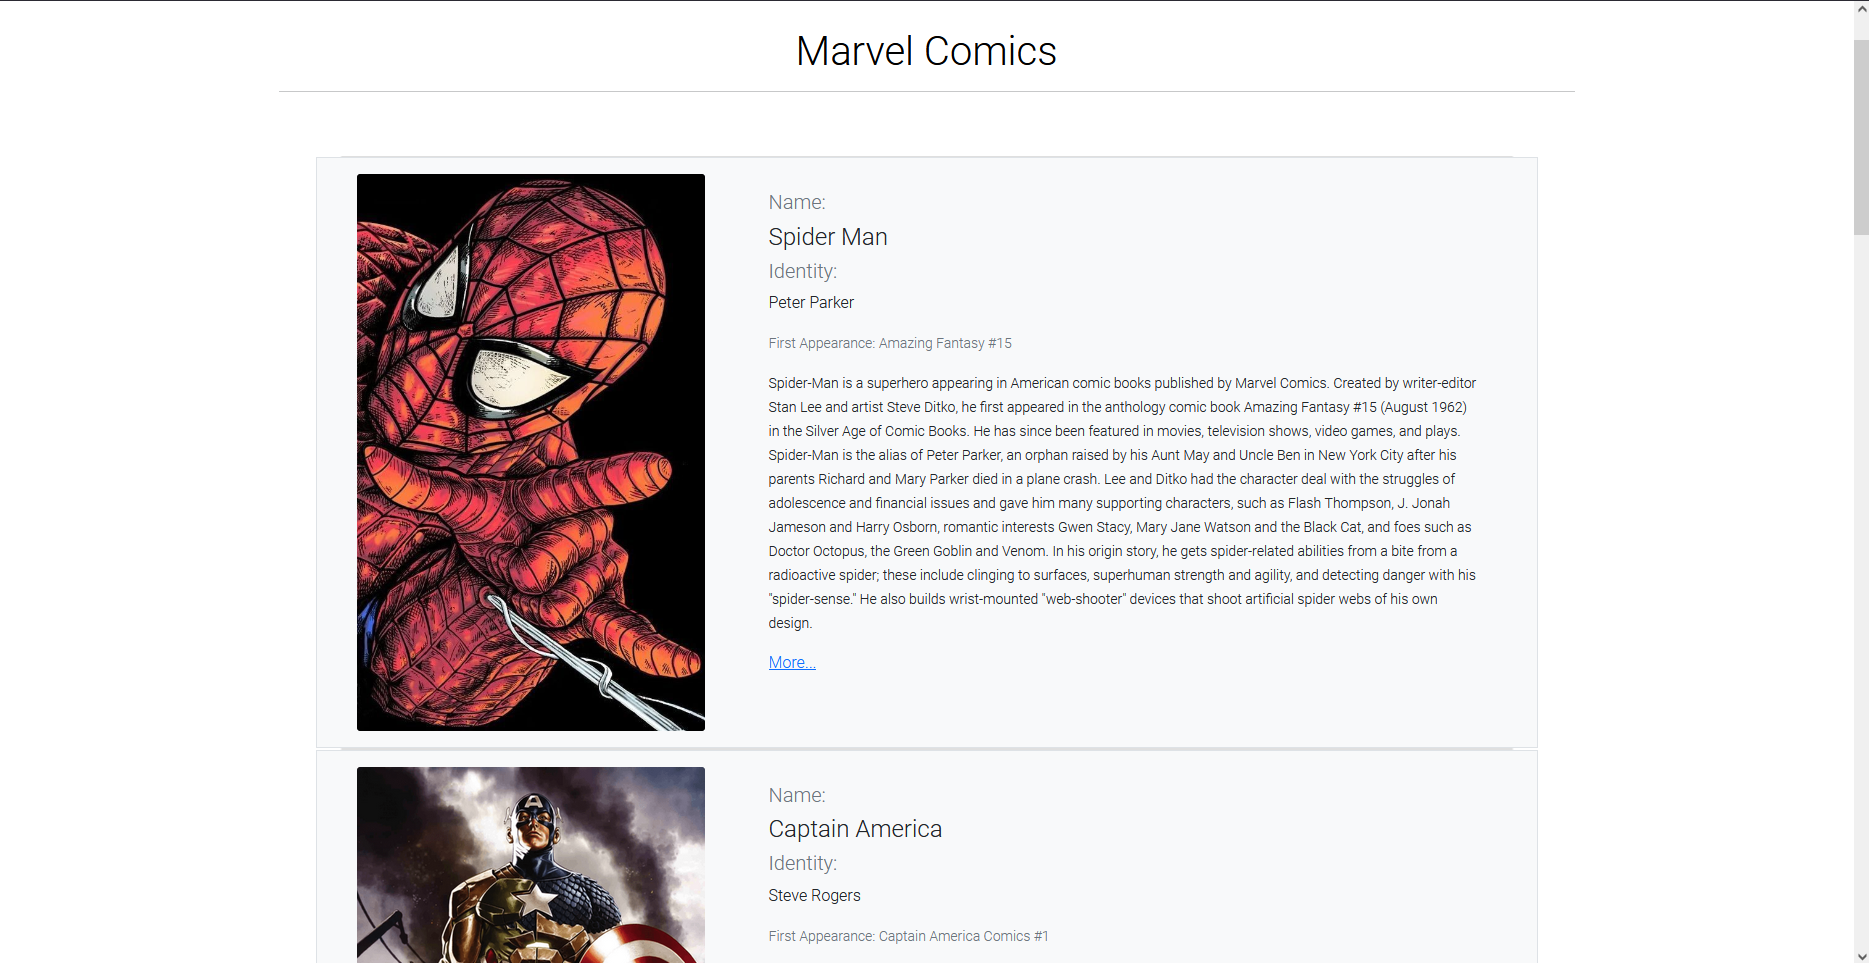 Marvel Comics
Name:
Spider Man
Identity:
Peter Parker
First Appearance: Amazing Fantasy #15
Spider-Man is a superhero appearing in American comic books published by Marvel Comics. Created by writer-editor
Stan Lee and artist Steve Ditko, he first appeared in the anthology comic book Amazing Fantasy #15 (August 1962)
in the Silver Age of Comic Books. He has since been featured in movies, television shows, video games, and plays.
Spider-Man is the alias of Peter Parker, an orphan raised by his Aunt May and Uncle Ben in New York City after his
parents Richard and Mary Parker died in a plane crash. Lee and Ditko had the character deal with the struggles of
adolescence and financial issues and gave him many supporting characters, such as Flash Thompson, J. Jonah
Jameson and Harry Osborn, romantic interests Gwen Stacy, Mary Jane Watson and the Black Cat, and foes such as
Doctor Octopus, the Green Goblin and Venom. In his origin story, he gets spider-related abilities from a bite from a
radioactive spider; these include clinging to surfaces, superhuman strength and agility, and detecting danger with his
"spider-sense." He also builds wrist-mounted "web-shooter" devices that shoot artificial spider webs of his own
design.
More...
A
Name:
Captain America
Identity:
Steve Rogers
First Appearance: Captain America Comics #1